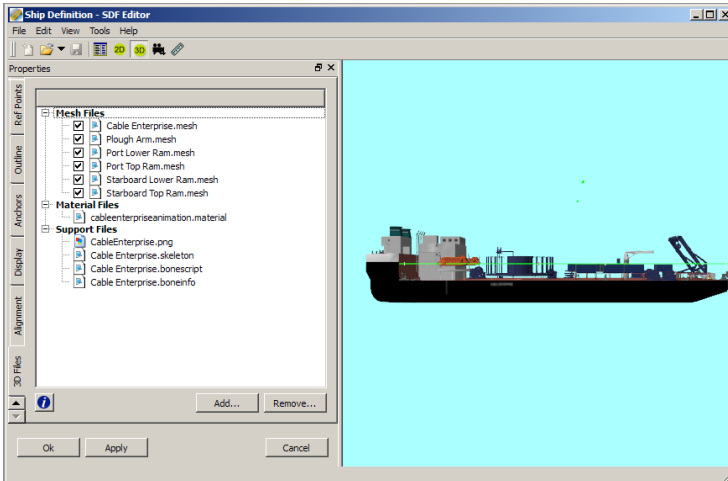 Ship Definition - SDF Editor
File Edit View Tools Help
2D 3D
Properties
Ref Points
Outline
Anchors
Display
Alignment
3D Files
Mesh Files
Cable Enterprise.mesh
Plough Arm.mesh
Port Lower Ram.mesh
Port Top Ram.mesh
Starboard Lower Ram.mesh
Starboard Top Ram.mesh
Material Files
cableenterpriseanimation.material
Support Files
CableEnterprise.png
Cable Enterprise.skeleton
Cable Enterprise.bonescript
Cable Enterprise.boneinfo
Add... Remove...
Ok Apply Cancel